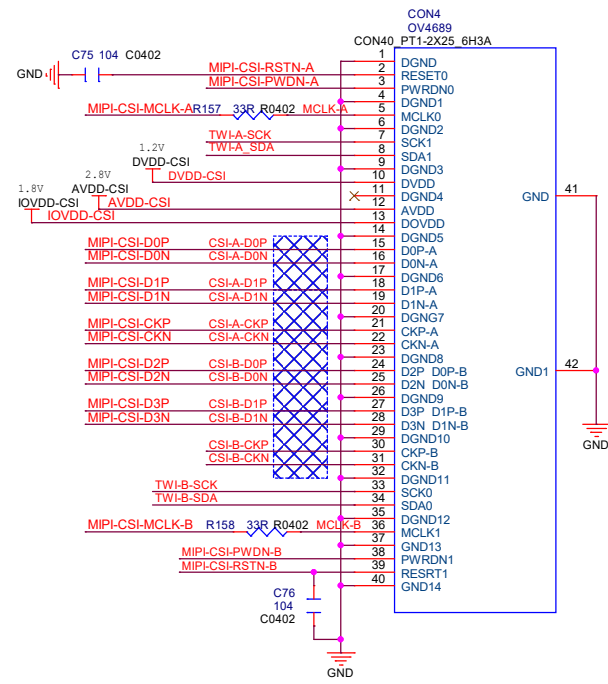 CON4
OV4689
CON40_PT1-2X25_6H3A
C75 104 C0402
GND
MIPI-CSI-RSTN-A
MIPI-CSI-PWDN-A
MIPI-CSI-MCLK-A R157 33R R0402 MCLK-A
TWI-A-SCK
TWI-A_SDA
1.2V
DVDD-CSI
DVDD-CSI
2.8V
AVDD-CSI
AVDD-CSI
1.8V
IOVDD-CSI
IOVDD-CSI
MIPI-CSI-D0P CSI-A-D0P
MIPI-CSI-D0N CSI-A-D0N
MIPI-CSI-D1P CSI-A-D1P
MIPI-CSI-D1N CSI-A-D1N
MIPI-CSI-CKP CSI-A-CKP
MIPI-CSI-CKN CSI-A-CKN
MIPI-CSI-D2P CSI-B-D0P
MIPI-CSI-D2N CSI-B-D0N
MIPI-CSI-D3P CSI-B-D1P
MIPI-CSI-D3N CSI-B-D1N
CSI-B-CKP
CSI-B-CKN
TWI-B-SCK
TWI-B-SDA
MIPI-CSI-MCLK-B R158 33R R0402 MCLK-B
MIPI-CSI-PWDN-B
MIPI-CSI-RSTN-B
C76
104
C0402
GND
1 DGND
2 RESET0
3 PWRDN0
4 DGND1
5 MCLK0
6 DGND2
7 SCK1
8 SDA1
9 DGND3
10 DVDD
11 DGND4
12 AVDD
13 DOVDD
14 DGND5
15 D0P-A
16 D0N-A
17 DGND6
18 D1P-A
19 D1N-A
20 DGNG7
21 CKP-A
22 CKN-A
23 DGND8
24 D2P D0P-B
25 D2N D0N-B
26 DGND9
27 D3P D1P-B
28 D3N D1N-B
29 DGND10
30 CKP-B
31 CKN-B
32 DGND11
33 SCK0
34 SDA0
35 DGND12
36 MCLK1
37 GND13
38 PWRDN1
39 RESRT1
40 GND14
GND 41
GND1 42
GND